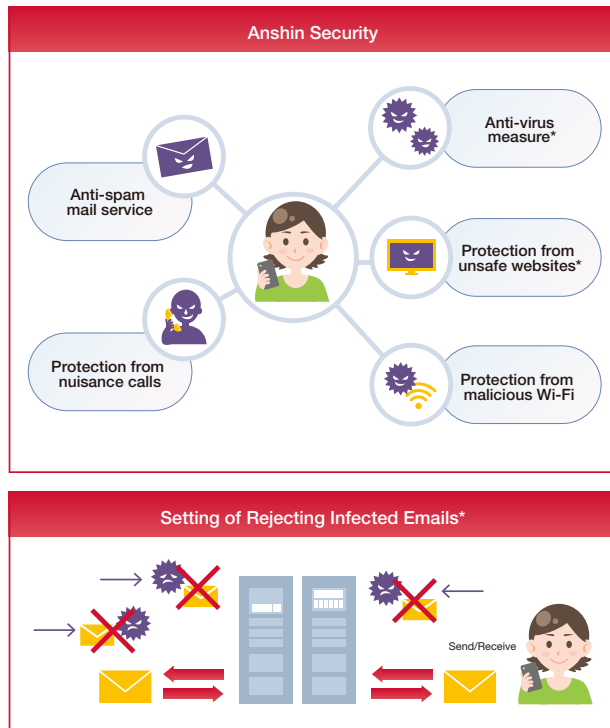 Anshin Security
Anti-spam
mail service
Anti-virus
measure*
Protection from
unsafe websites*
Protection from
nuisance calls
Protection from
malicious Wi-Fi
Setting of Rejecting Infected Emails*
Send/Receive